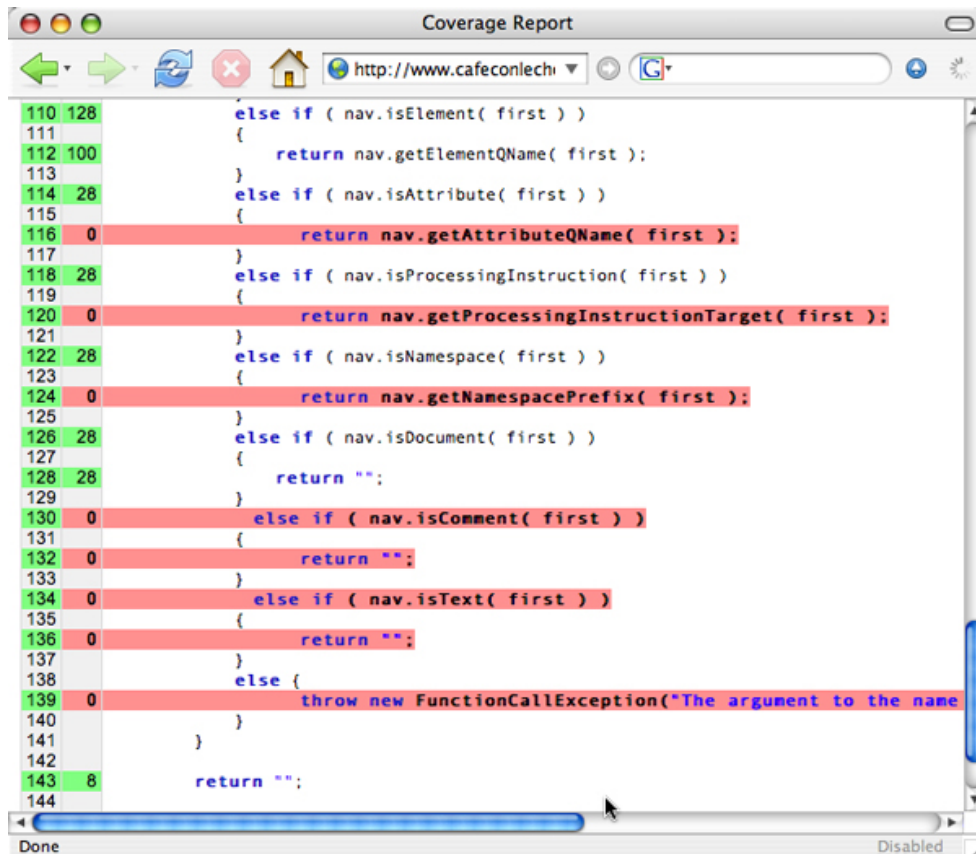 Coverage Report
http://www.cafeconlech
G
110 128 else if ( nav.isElement( first ) )
111 {
112 100 return nav.getElementQName( first );
113 }
114 28 else if ( nav.isAttribute( first ) )
115 {
116 0 return nav.getAttributeQName( first );
117 }
118 28 else if ( nav.isProcessingInstruction( first ) )
119 {
120 0 return nav.getProcessingInstructionTarget( first );
121 }
122 28 else if ( nav.isNamespace( first ) )
123 {
124 0 return nav.getNamespacePrefix( first );
125 }
126 28 else if ( nav.isDocument( first ) )
127 {
128 28 return "";
129 }
130 0 else if ( nav.isComment( first ) )
131 {
132 0 return "";
133 }
134 0 else if ( nav.isText( first ) )
135 {
136 0 return "";
137 }
138 else {
139 0 throw new FunctionCallException("The argument to the name
140 }
141 }
142
143 8 return "";
144
Done Disabled